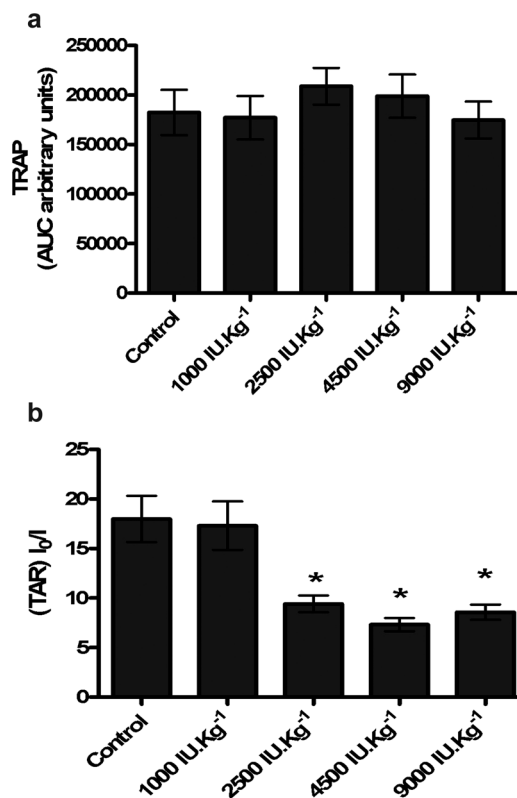 a
TRAP
(AUC arbitrary units)
250000
200000
150000
100000
50000
0
Control
1000 IU.Kg⁻¹
2500 IU.Kg⁻¹
4500 IU.Kg⁻¹
9000 IU.Kg⁻¹
b
(TAR) I₀/I
25
20
15
10
5
0
* * *
Control
1000 IU.Kg⁻¹
2500 IU.Kg⁻¹
4500 IU.Kg⁻¹
9000 IU.Kg⁻¹